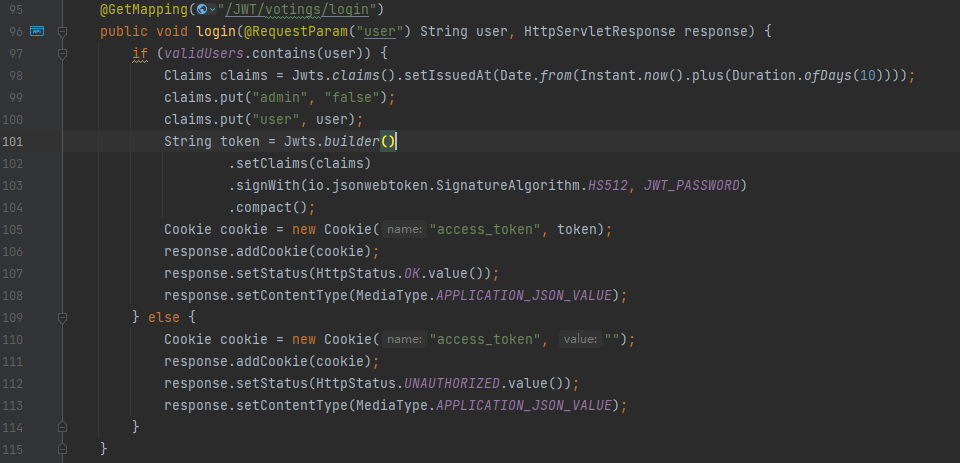 95 @GetMapping("/JWT/votings/login")
96 public void login(@RequestParam("user") String user, HttpServletResponse response) {
97 if (validUsers.contains(user)) {
98 Claims claims = Jwts.claims().setIssuedAt(Date.from(Instant.now().plus(Duration.ofDays(10))));
99 claims.put("admin", "false");
100 claims.put("user", user);
101 String token = Jwts.builder()
102 .setClaims(claims)
103 .signWith(io.jsonwebtoken.SignatureAlgorithm.HS512, JWT_PASSWORD)
104 .compact();
105 Cookie cookie = new Cookie( name: "access_token", token);
106 response.addCookie(cookie);
107 response.setStatus(HttpStatus.OK.value());
108 response.setContentType(MediaType.APPLICATION_JSON_VALUE);
109 } else {
110 Cookie cookie = new Cookie( name: "access_token", value: "");
111 response.addCookie(cookie);
112 response.setStatus(HttpStatus.UNAUTHORIZED.value());
113 response.setContentType(MediaType.APPLICATION_JSON_VALUE);
114 }
115 }